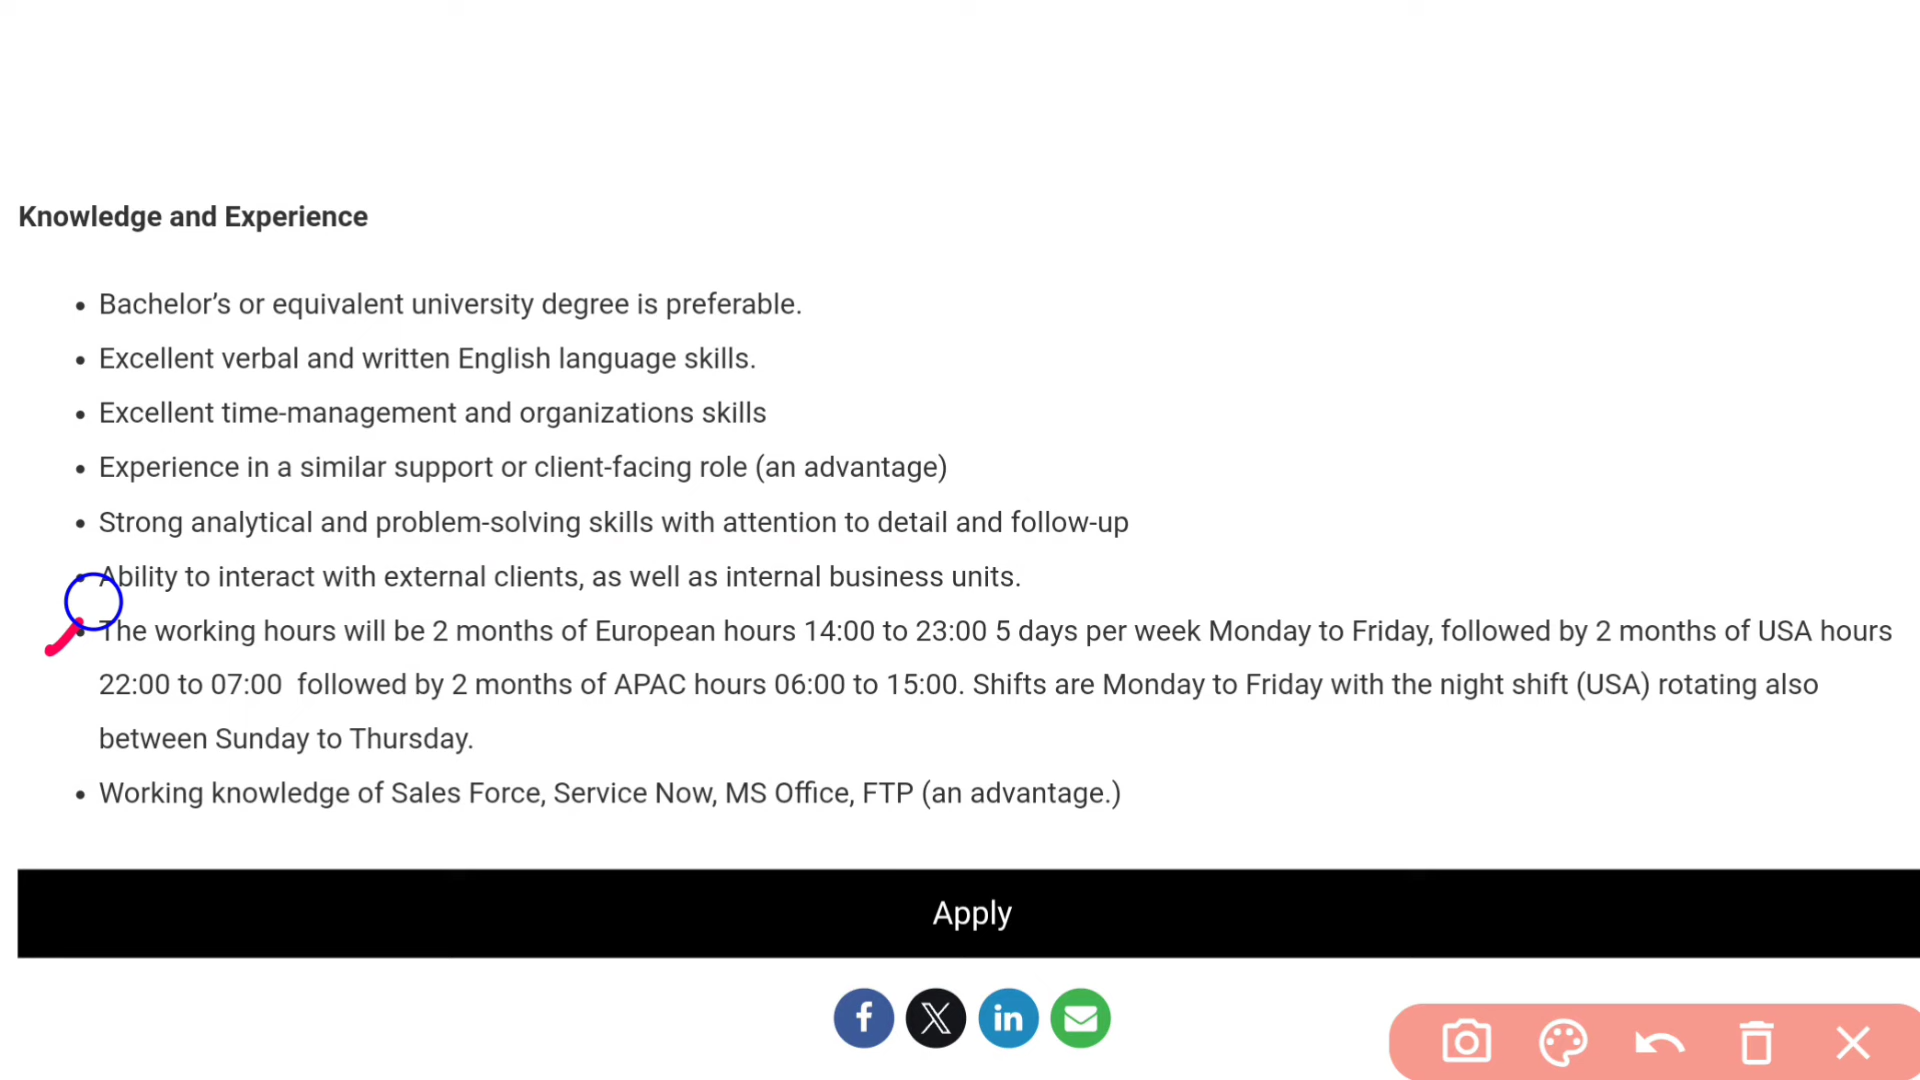 Knowledge and Experience
Bachelor’s or equivalent university degree is preferable.
Excellent verbal and written English language skills.
Excellent time-management and organizations skills
Experience in a similar support or client-facing role (an advantage)
Strong analytical and problem-solving skills with attention to detail and follow-up
Ability to interact with external clients, as well as internal business units.
The working hours will be 2 months of European hours 14:00 to 23:00 5 days per week Monday to Friday, followed by 2 months of USA hours
22:00 to 07:00 followed by 2 months of APAC hours 06:00 to 15:00. Shifts are Monday to Friday with the night shift (USA) rotating also
between Sunday to Thursday.
Working knowledge of Sales Force, Service Now, MS Office, FTP (an advantage.)
Apply